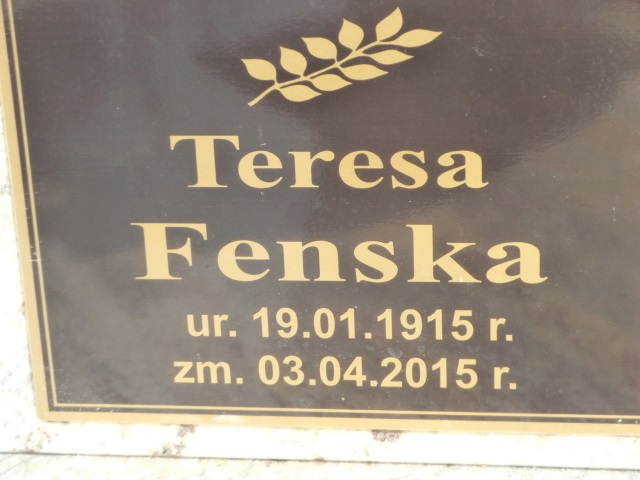 Teresa
Fenska
ur. 19.01.1915 r.
zm. 03.04.2015 r.